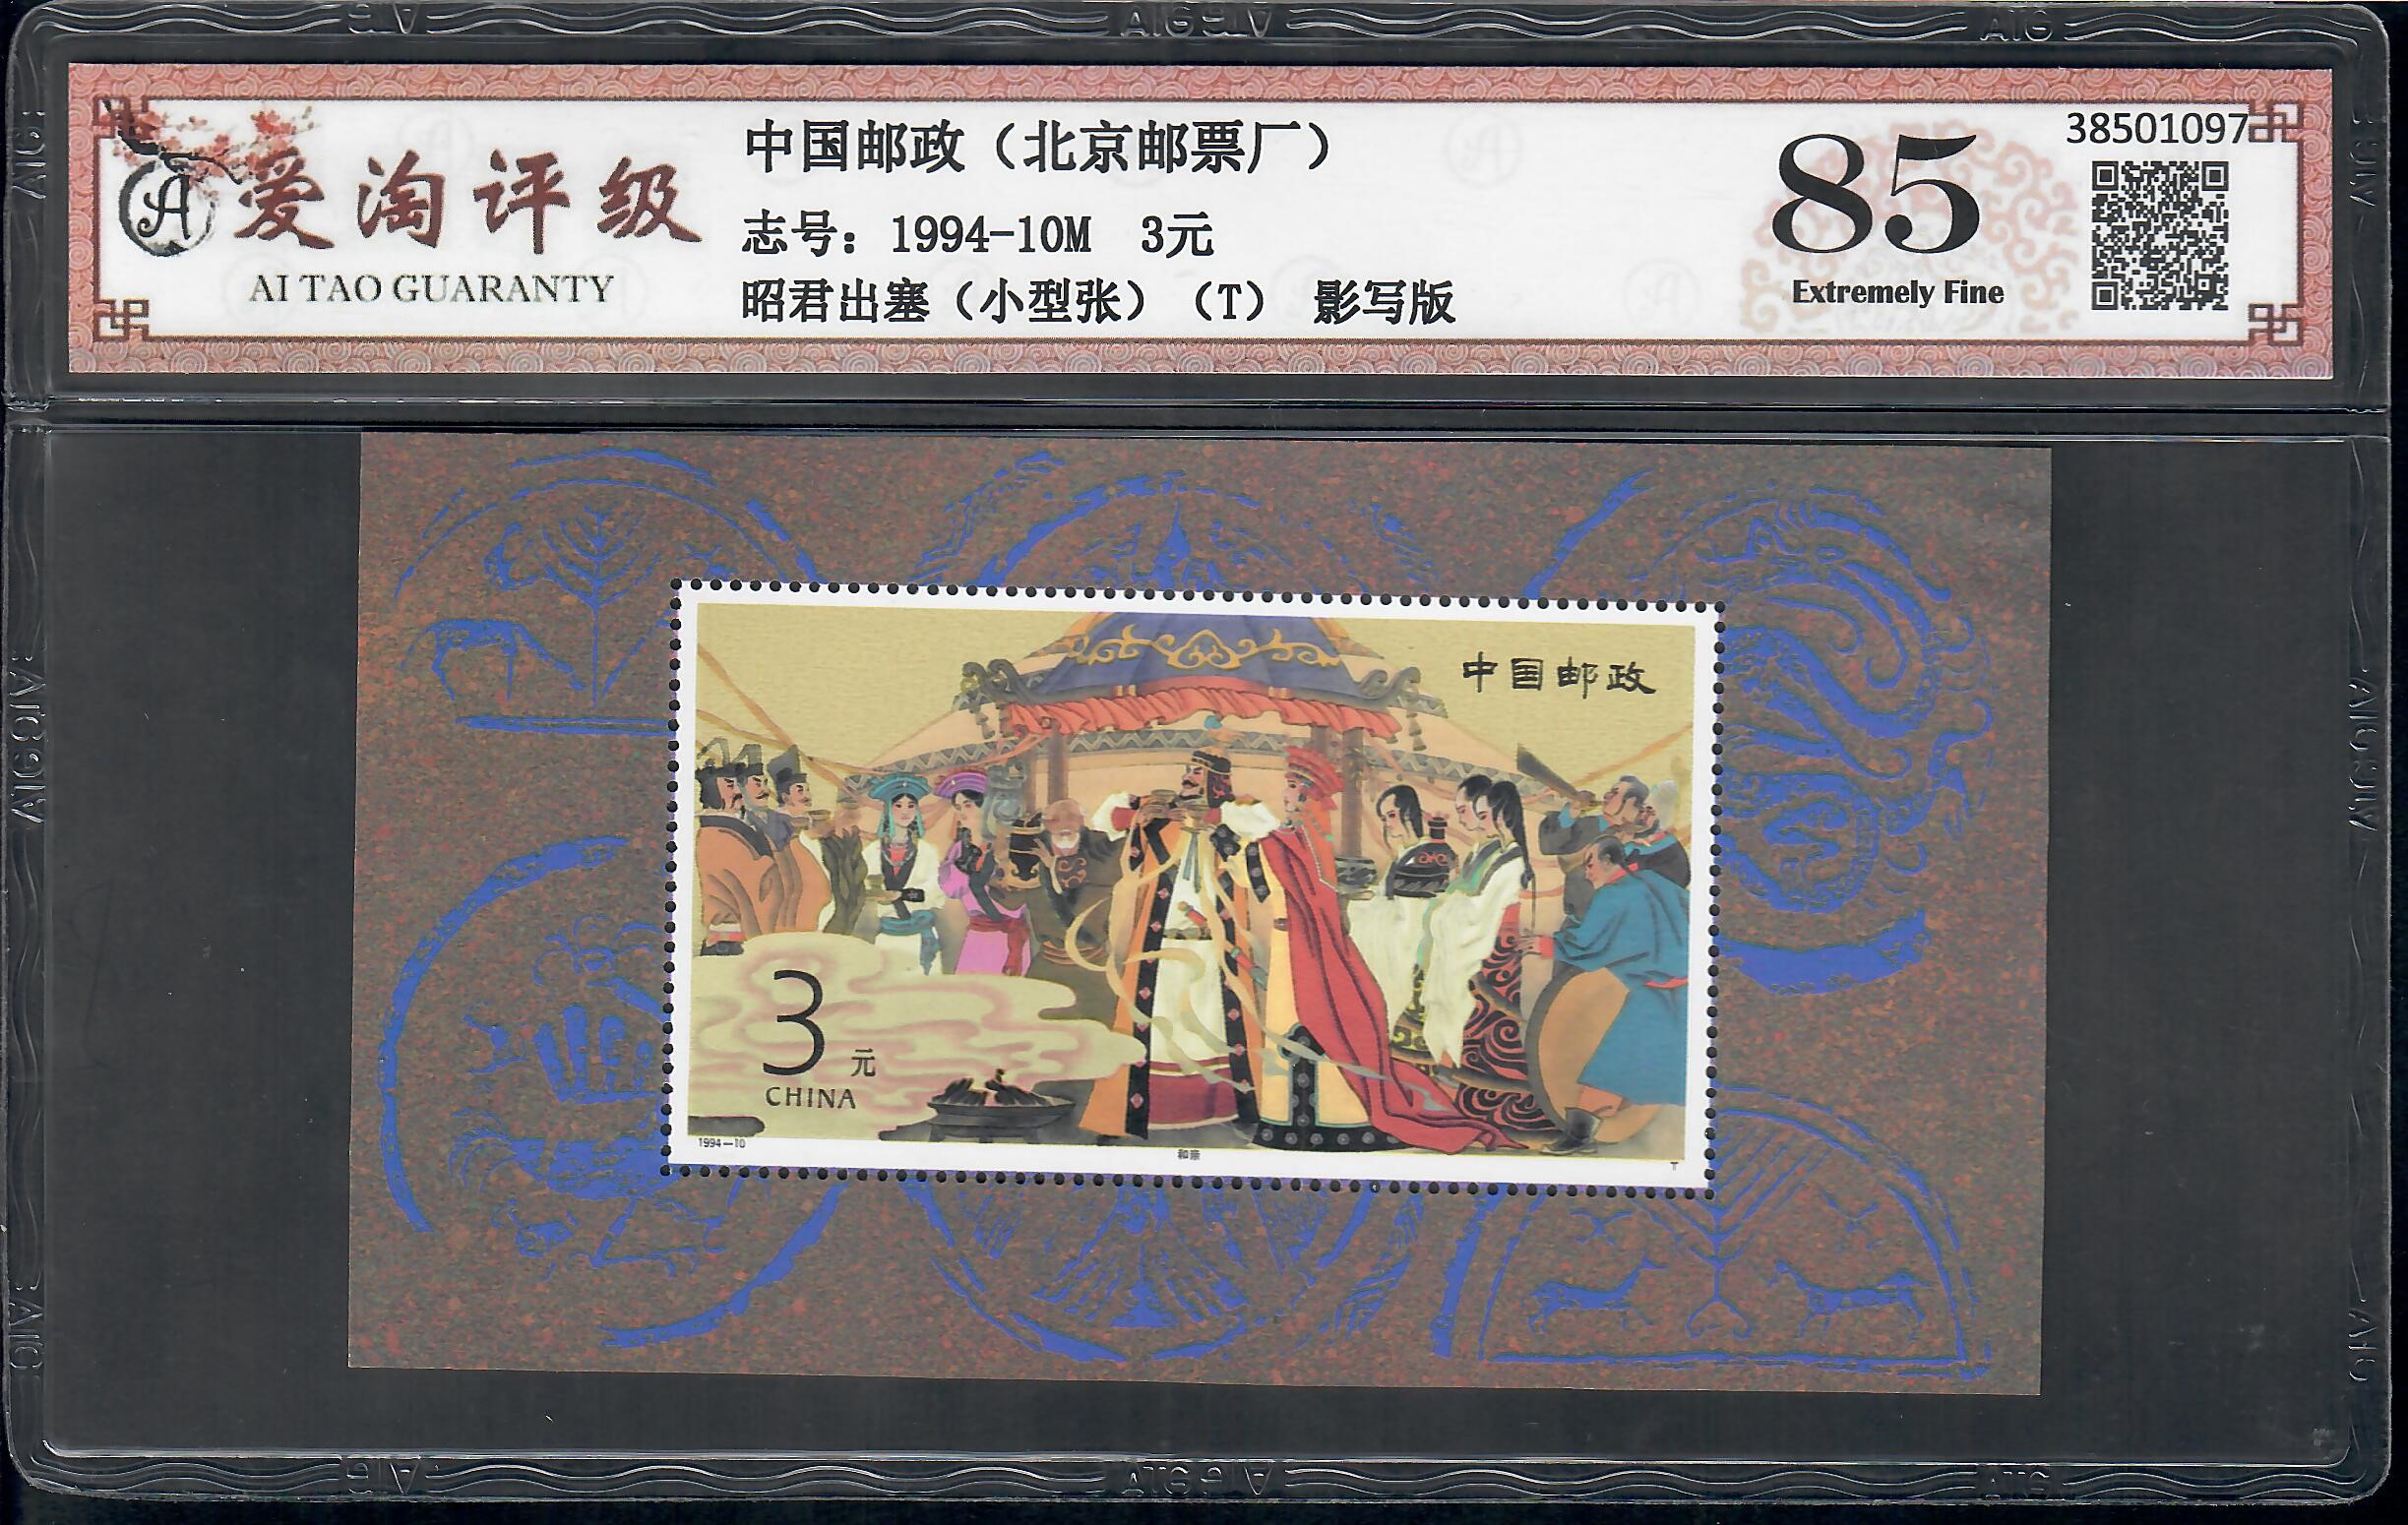 爱淘评级
AI TAO GUARANTY
中国邮政（北京邮票厂）
志号：1994-10M 3元
昭君出塞（小型张）（T） 影写版
85
Extremely Fine
38501097
中国邮政
3元
CHINA
1994-10
和亲
T